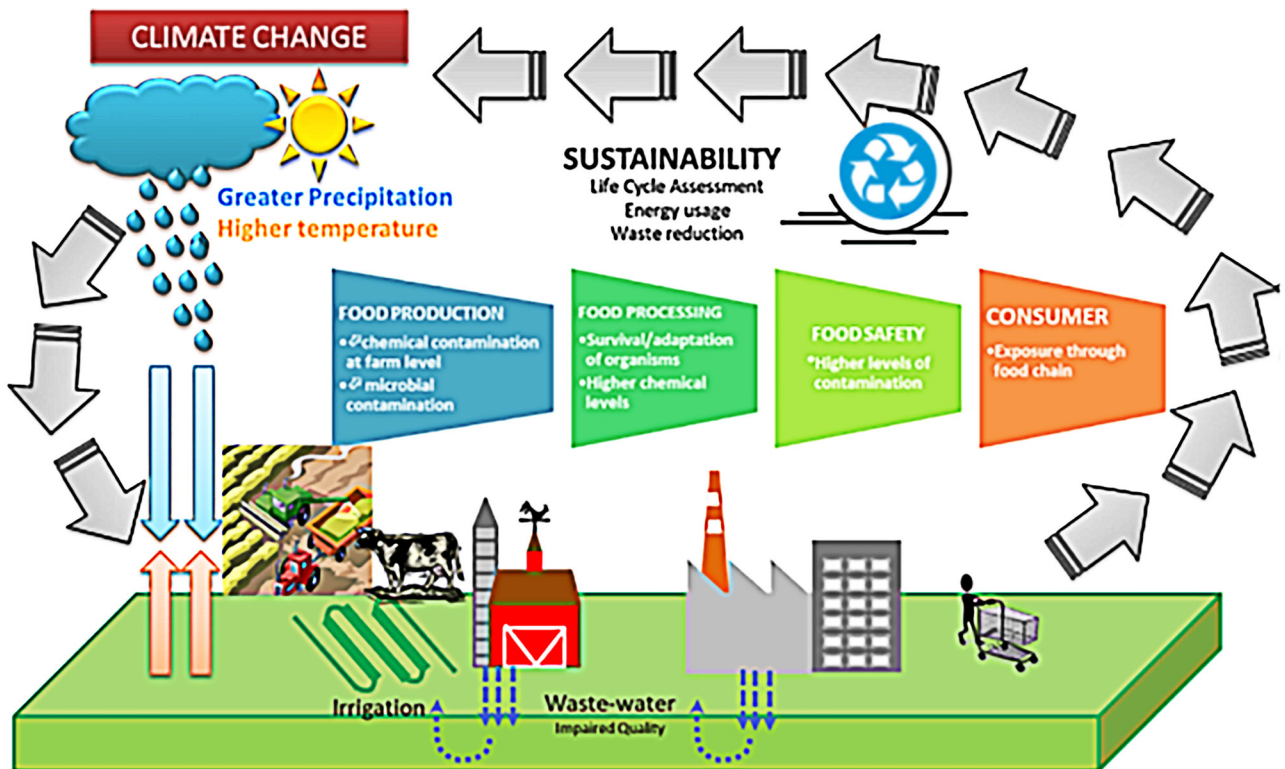 CLIMATE CHANGE
Greater Precipitation
Higher temperature
SUSTAINABILITY
Life Cycle Assessment
Energy usage
Waste reduction
FOOD PRODUCTION
•chemical contamination
at farm level
• microbial
contamination
FOOD PROCESSING
•Survival/adaptation
of organisms
•Higher chemical
levels
FOOD SAFETY
•Higher levels of
contamination
CONSUMER
•Exposure through
food chain
Irrigation
Waste-water
Impaired Quality